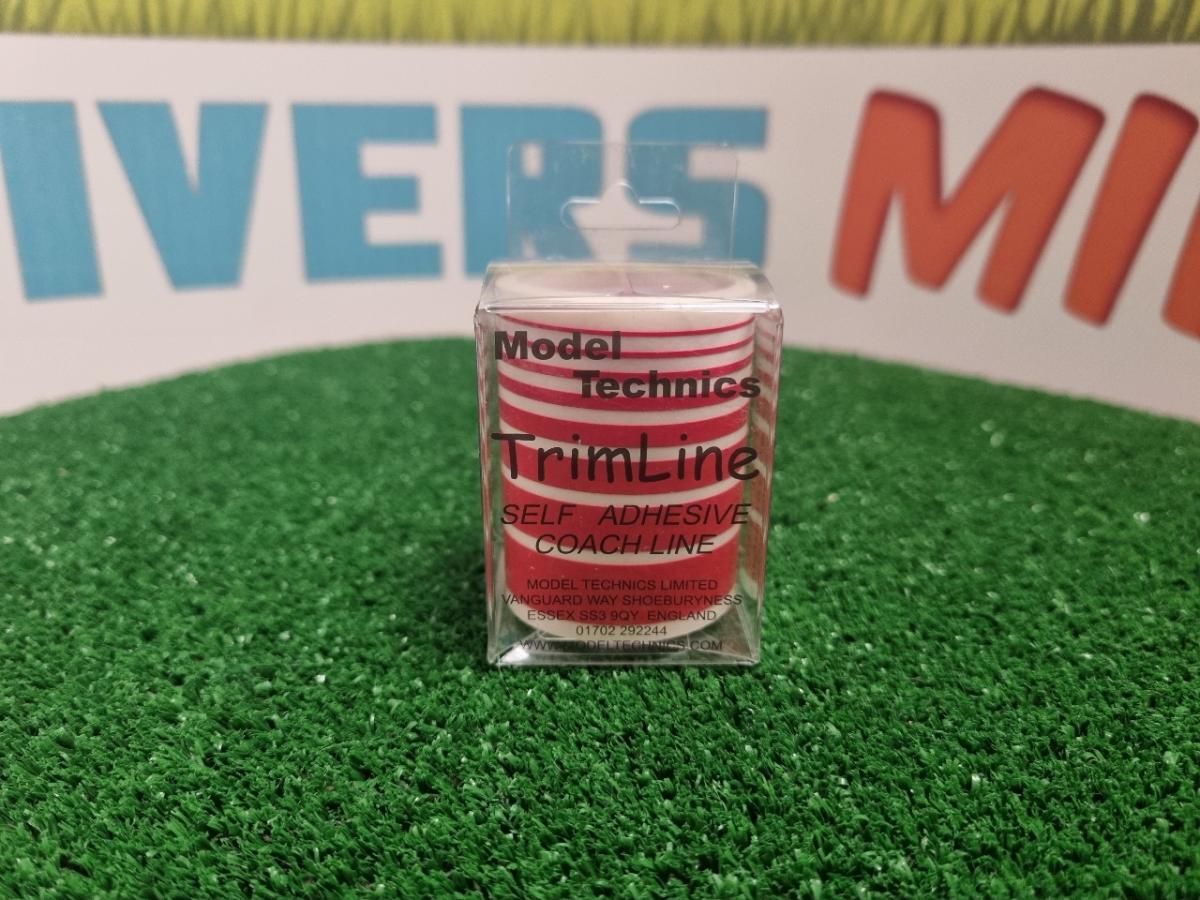 IVERS MI
Model
Technics
TrimLine
SELF ADHESIVE
COACH LINE
MODEL TECHNICS LIMITED
VANGUARD WAY SHOEBURYNESS
ESSEX SS3 9QY ENGLAND
01702 292244
WWW.MODELTECHNICS.COM